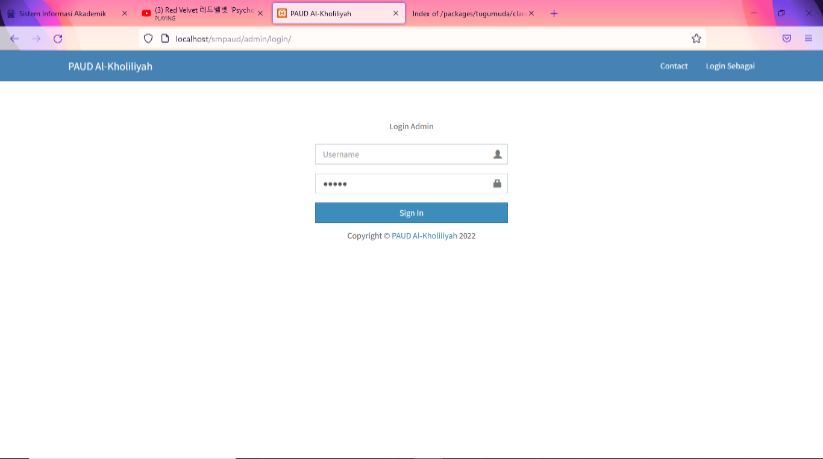 Sistem Informasi Akademik
(3) Red Velvet 레드벨벳 'Psycho
PLAYING
PAUD Al-Kholiliyah
Index of /packages/tugumuda/cla
localhost/smpaud/admin/login/
PAUD Al-Kholiliyah
Contact
Login Sebagai
Login Admin
Username
Sign In
Copyright © PAUD Al-Kholiliyah 2022